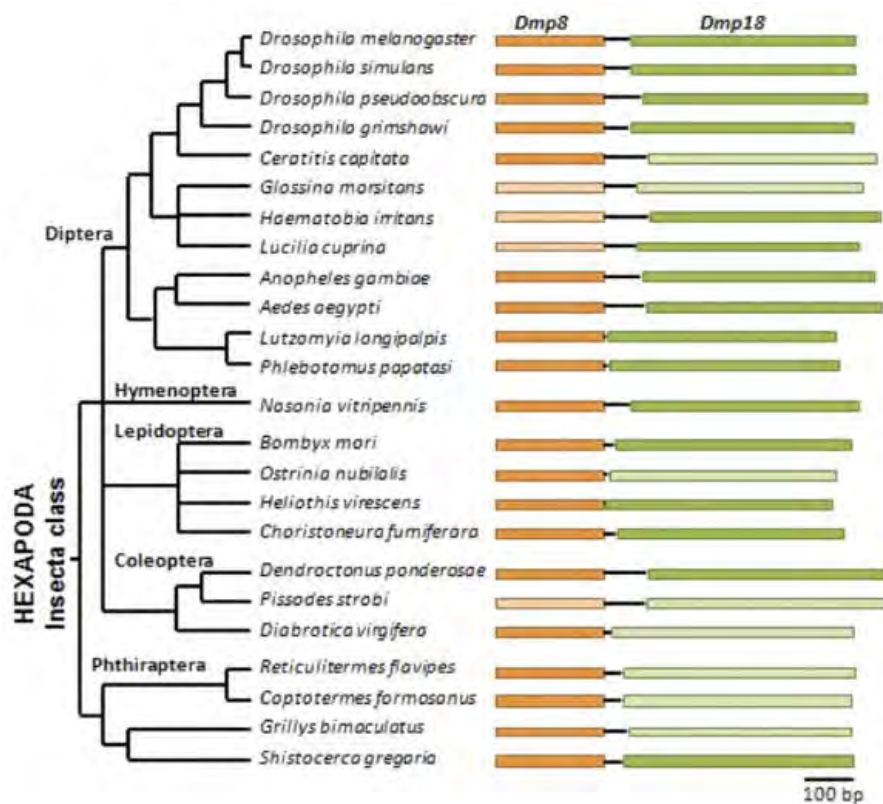 Dmp8 Dmp18
Drosophila melanogaster
Drosophila simulans
Drosophila pseudoobscura
Drosophila grimshawi
Ceratitis capitata
Glossina morsitans
Haematobia irritans
Diptera
Lucilia cuprina
Anopheles gambiae
Aedes aegypti
Lutzomyia longipalpis
Phlebotomus papatasi
Hymenoptera
Nasonia vitripennis
Lepidoptera
Bombyx mori
Ostrinia nubilalis
Heliothis virescens
Choristoneura fumiferara
HEXAPODA
Insecta class
Coleoptera
Dendroctonus ponderosae
Pissodes strobi
Diabrotica virgifera
Phthiraptera
Reticulitermes flavipes
Coptotermes formosanus
Grillys bimaculatus
Shistocerca gregaria
100 bp